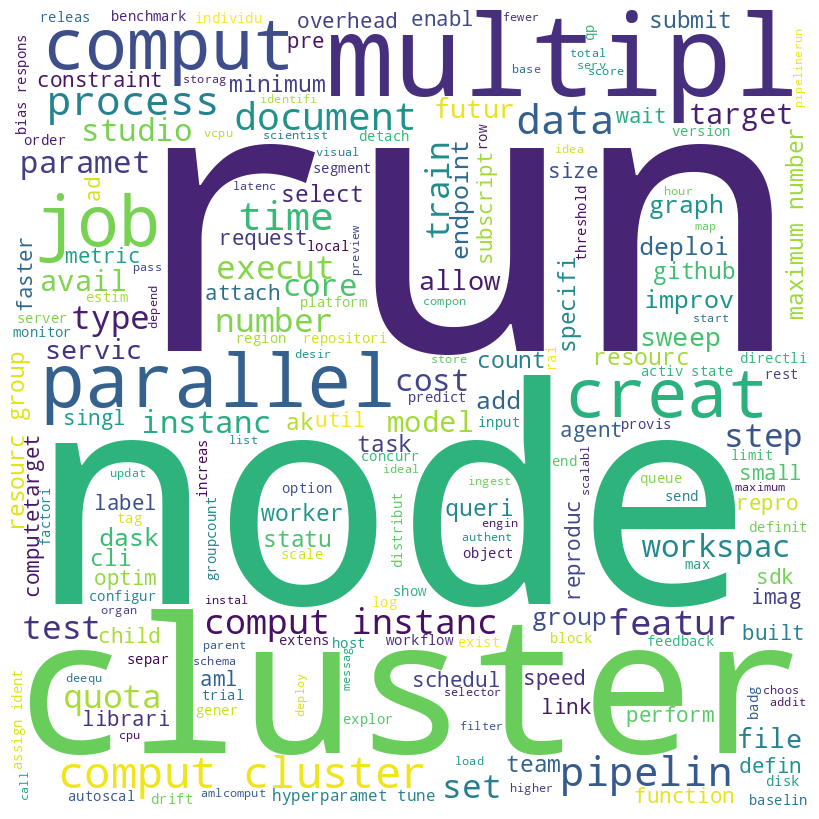 releas
benchmark
individu
overhead
enabl
fewer
submit
comput
multipl
pre
minimum
constraint
process
document
futur
data
wait
target
total
serv
score
base
qp
pipelinerun
bias respons
storag
identifi
order
studio
vcpu
scientist
detach
version
paramet
visual
segment
row
idea
size
train
endpoint
subscript
latenc
select
run
job
ad
time
request
local
preview
metric
pass
execut
allow
specifi
threshold
graph
hour
map
deploi
github
maximum number
faster
avail
attach
core
platform
compon
improv
estim
type
depend
number
start
server
monitor
region
repositori
sweep
servic
desir
store
rai
count
resourc
directli
activ state
rest
parallel
cost
predict
creat
resourc group
singl
instanc
ak
util
model
add
input
agent
provis
step
list
task
concurr
ideal
end
scalabl
limit
updat
increas
queue
small
maximum
computetarget
factori
label
tag
option
node
worker
queri
ingest
engin
authent
object
send
repro
definit
dask
groupcount
statu
scale
distribut
reproduc
workspac
cli
optim
max
sdk
configur
organ
instal
log
show
imag
test
child
comput instanc
group
featur
built
parent
extens
host
workflow
exist
block
feedback
separ
schema
messag
cluster
deequ
aml
schedul
speed
selector
link
badg
choos
addit
assign ident
quota
trial
gener
deploy
explor
filter
perform
librari
cpu
file
comput cluster
load
team
pipelin
defin
disk
call
autoscal
drift
amlcomput
hyperparamet tune
higher
set
function
baselin